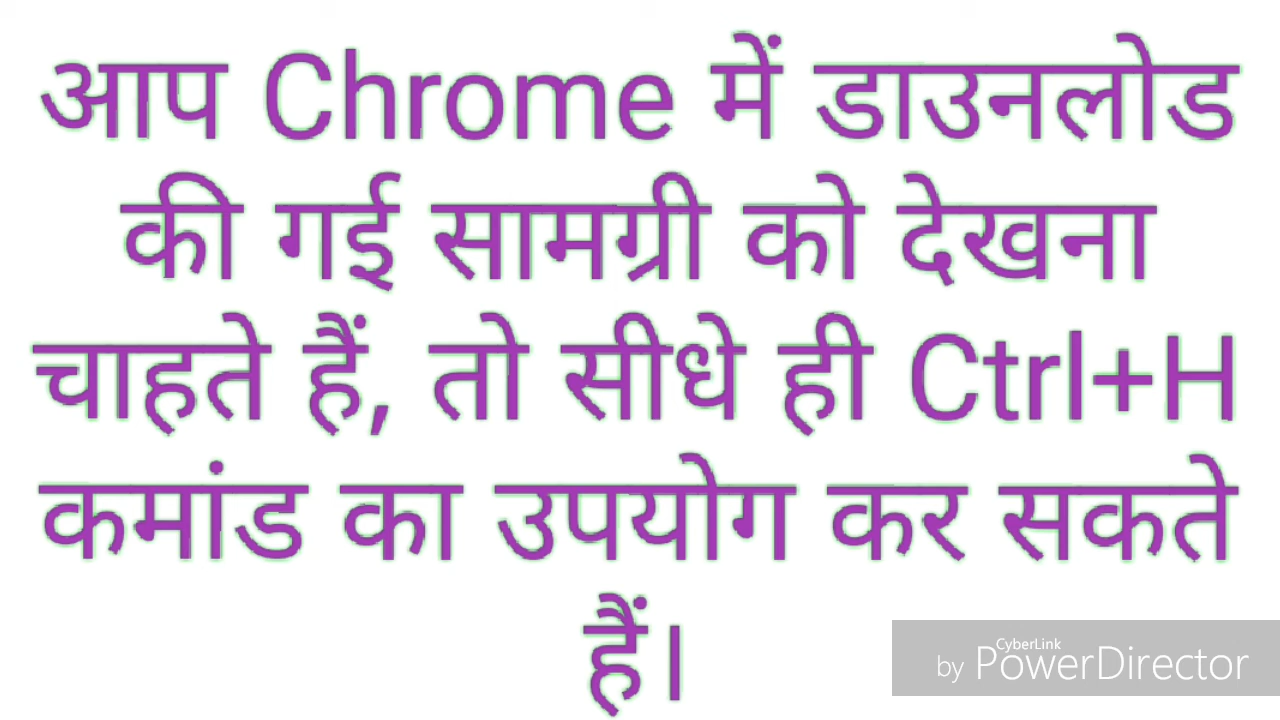 आप Chrome में डाउनलोड
की गई सामग्री को देखना
चाहते हैं, तो सीधे ही Ctrl+H
कमांड का उपयोग कर सकते
हैं।
CyberLink
by PowerDirector